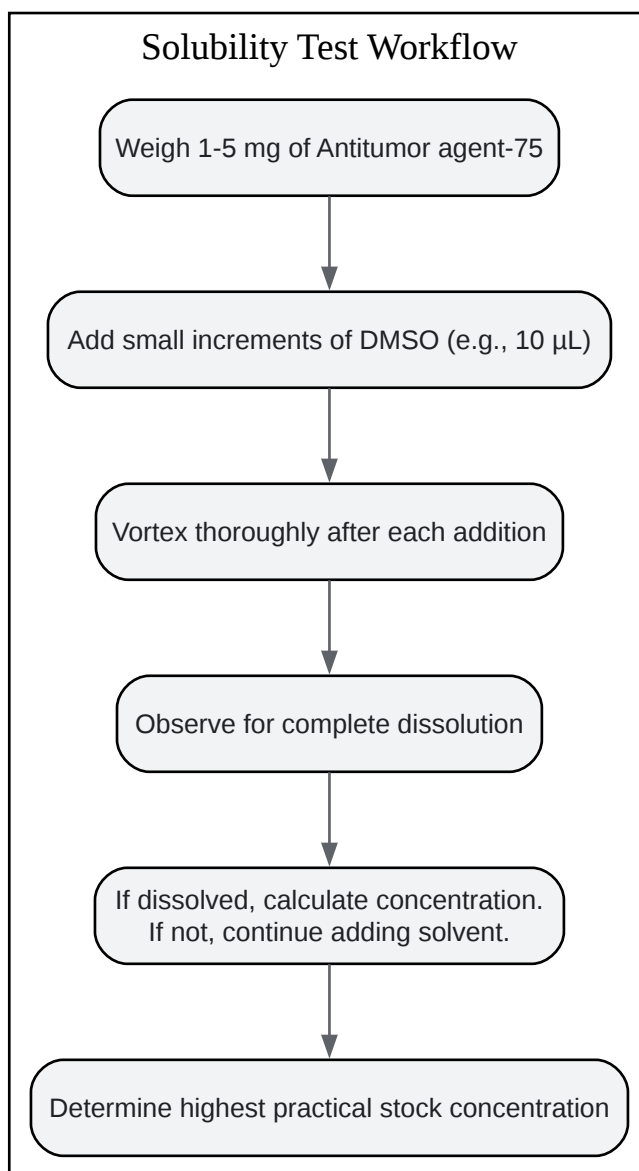 Solubility Test Workflow
Weigh 1-5 mg of Antitumor agent-75
Add small increments of DMSO (e.g., 10 µL)
Vortex thoroughly after each addition
Observe for complete dissolution
If dissolved, calculate concentration.
If not, continue adding solvent.
Determine highest practical stock concentration